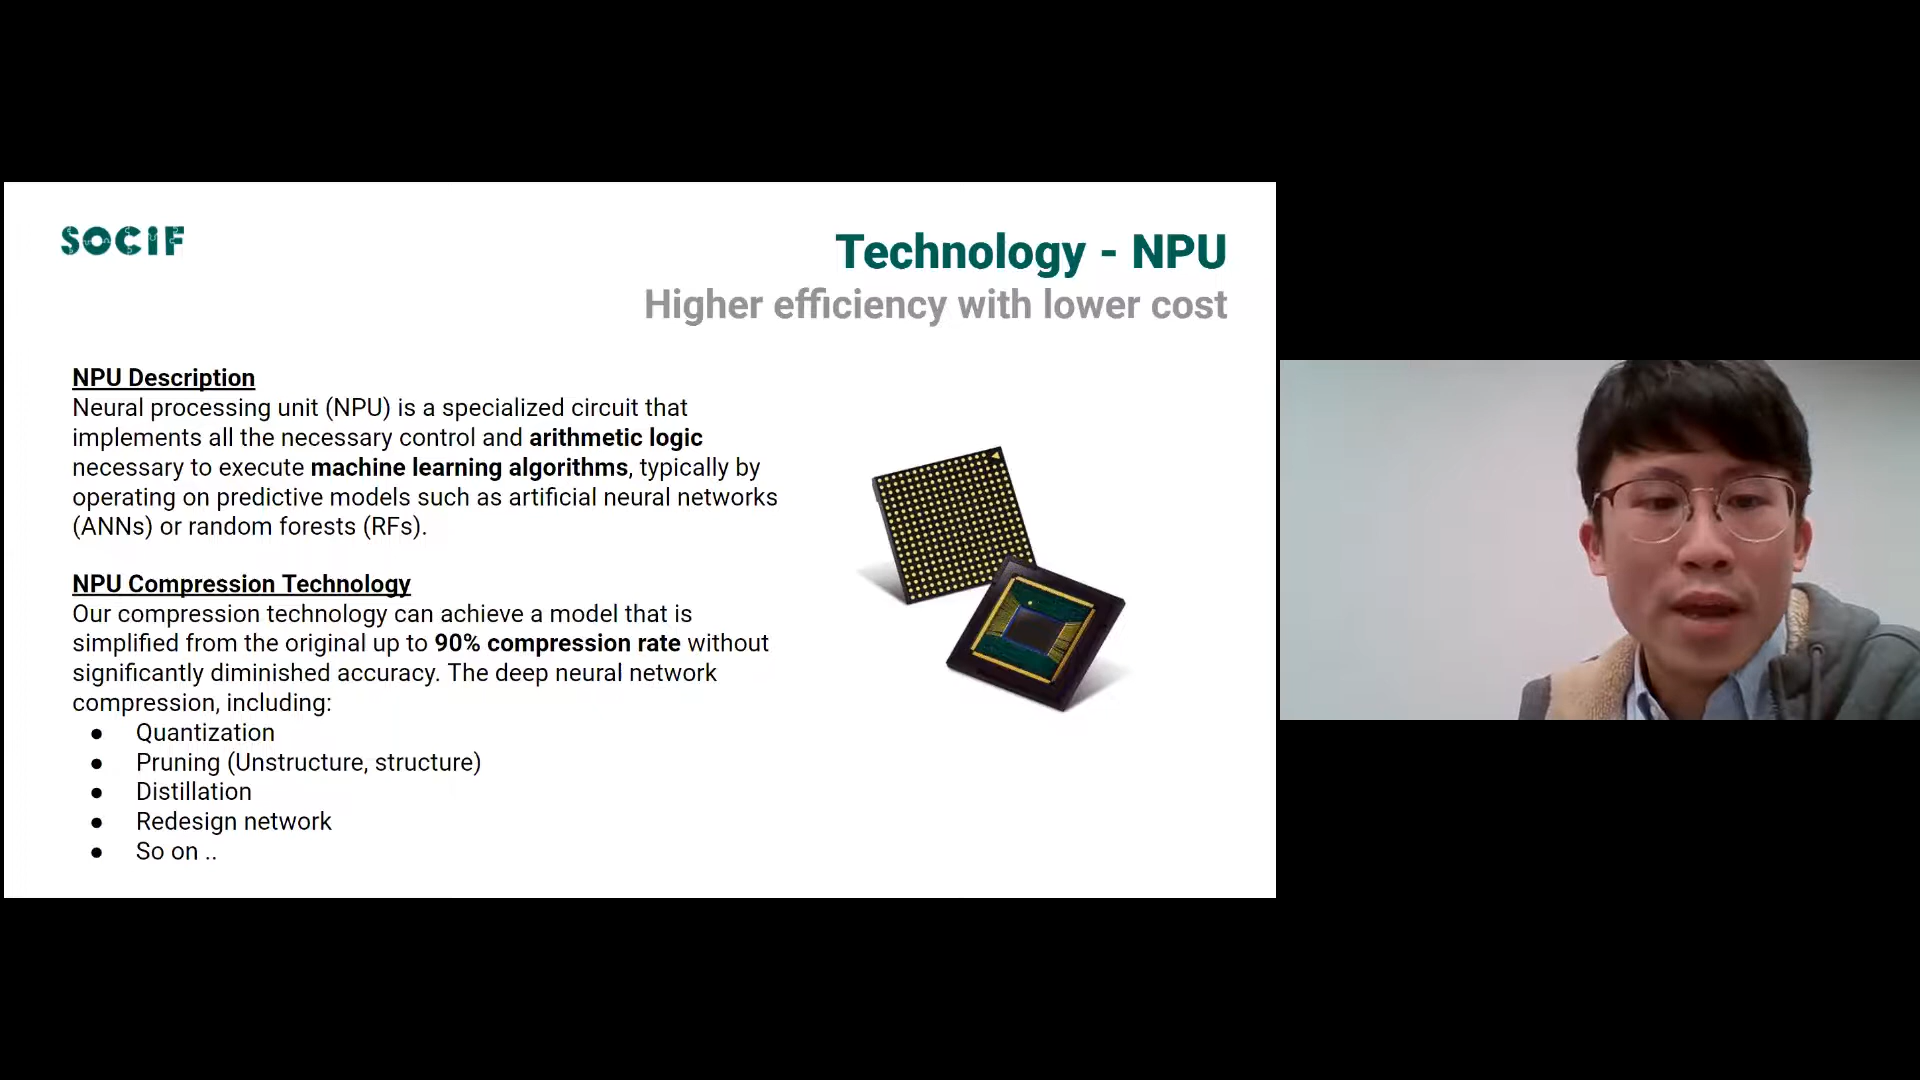 SOCiF
Technology - NPU
Higher efficiency with lower cost
NPU Description
Neural processing unit (NPU) is a specialized circuit that
implements all the necessary control and arithmetic logic
necessary to execute machine learning algorithms, typically by
operating on predictive models such as artificial neural networks
(ANNs) or random forests (RFs).
NPU Compression Technology
Our compression technology can achieve a model that is
simplified from the original up to 90% compression rate without
significantly diminished accuracy. The deep neural network
compression, including:
● Quantization
● Pruning (Unstructure, structure)
● Distillation
● Redesign network
● So on ..